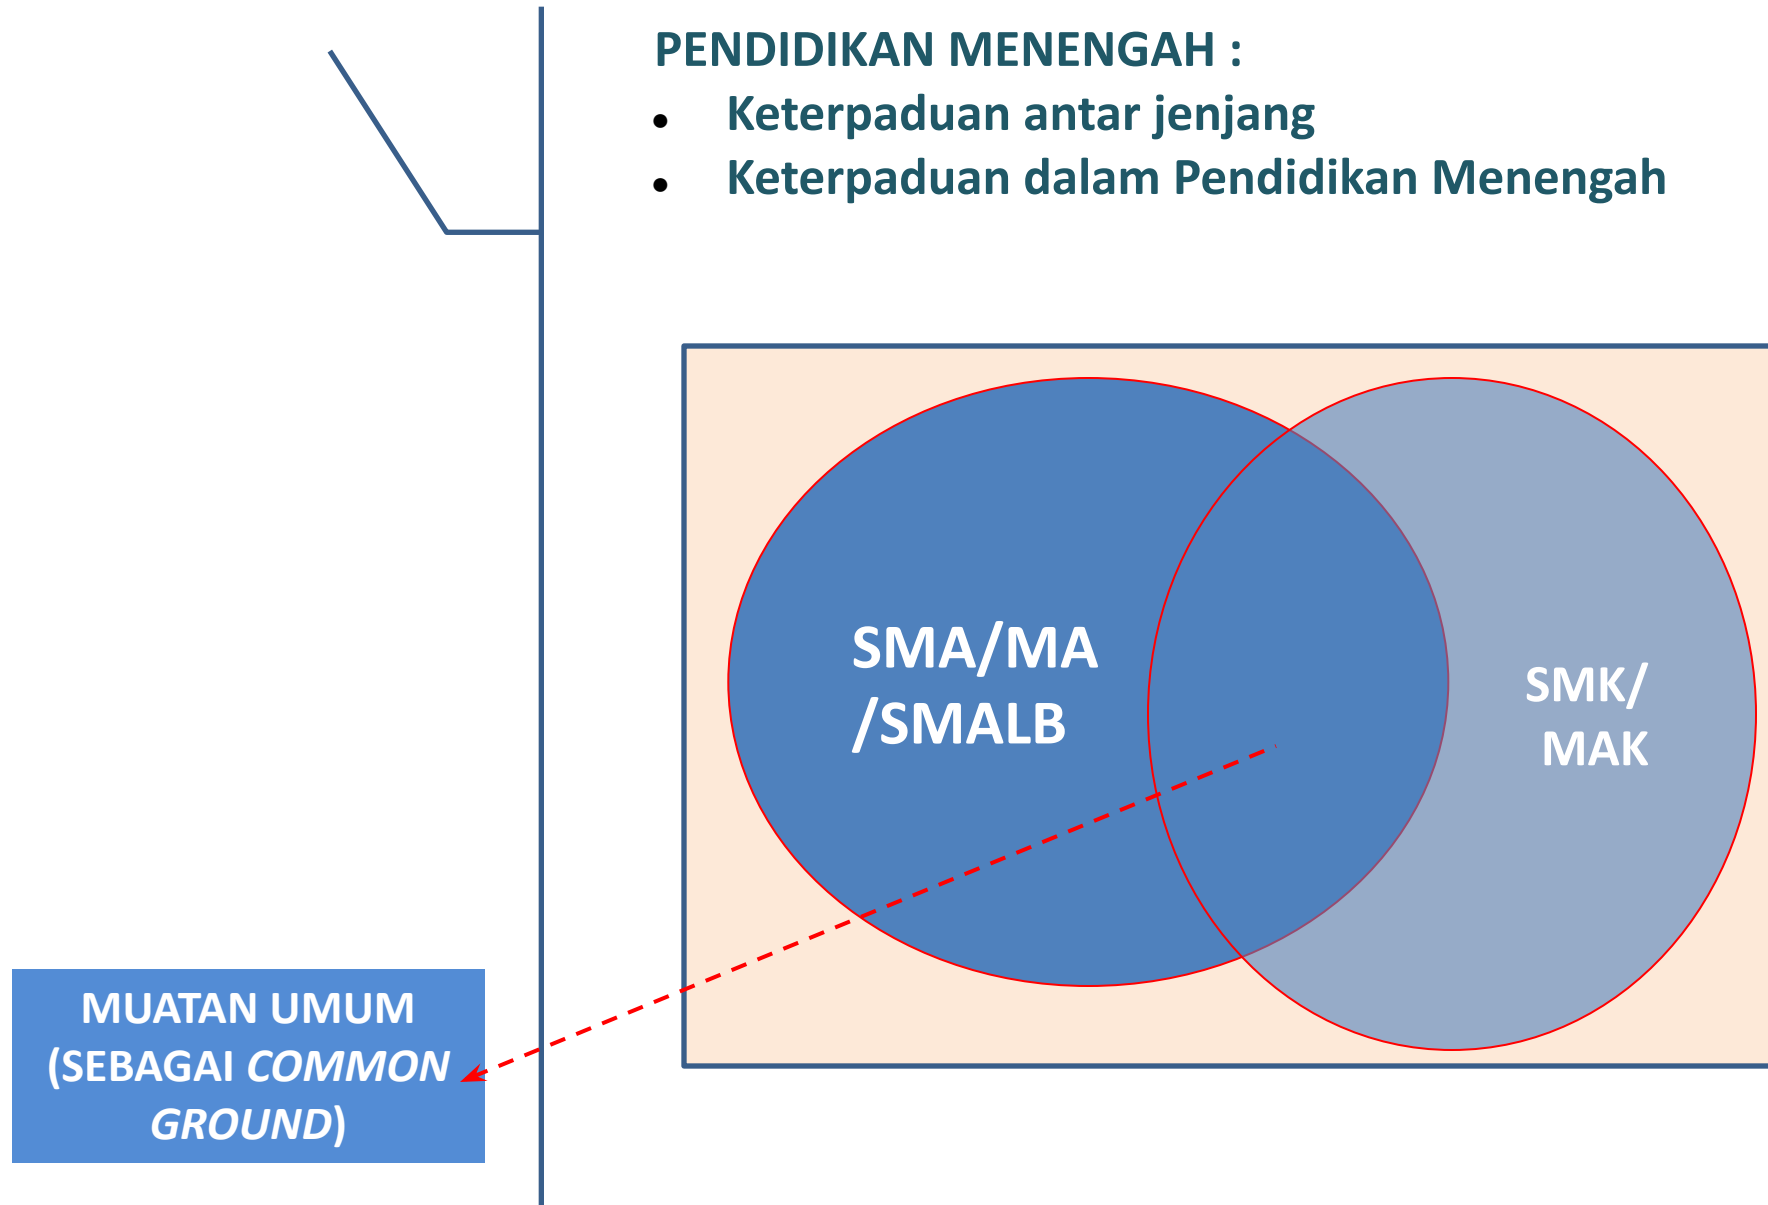 PENDIDIKAN MENENGAH :
• Keterpaduan antar jenjang
• Keterpaduan dalam Pendidikan Menengah
SMA/MA
/SMALB
SMK/
MAK
MUATAN UMUM
(SEBAGAI COMMON
GROUND)